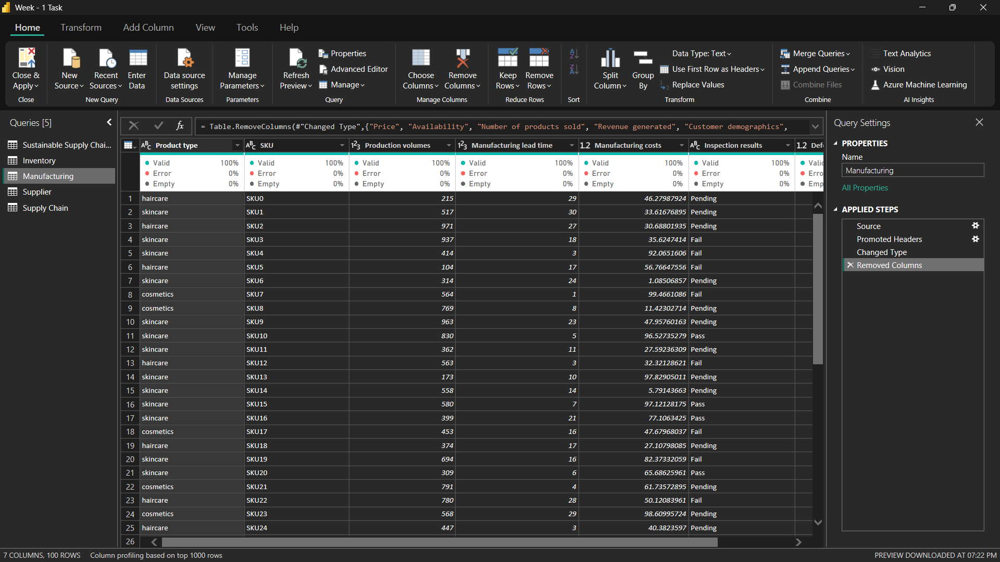 Week - 1 Task
Home Transform Add Column View Tools Help
Close & Apply
Close
New Source
Recent Sources
Enter Data
New Query
Data source settings
Data Sources
Manage Parameters
Parameters
Refresh Preview
Properties
Advanced Editor
Manage
Query
Choose Columns
Remove Columns
Manage Columns
Keep Rows
Remove Rows
Reduce Rows
Sort
Split Column
Group By
Data Type: Text
Use First Row as Headers
Replace Values
Transform
Merge Queries
Append Queries
Combine Files
Combine
Text Analytics
Vision
Azure Machine Learning
AI Insights
Queries [5]
Sustainable Supply Chai...
Inventory
Manufacturing
Supplier
Supply Chain
fx = Table.RemoveColumns(#"Changed Type",{"Price", "Availability", "Number of products sold", "Revenue generated", "Customer demographics",
ABC Product type ABC SKU 123 Production volumes 123 Manufacturing lead time 1.2 Manufacturing costs ABC Inspection results 1.2 Def
Valid 100% Valid 100% Valid 100% Valid 100% Valid 100% Valid 100% Valid
Error 0% Error 0% Error 0% Error 0% Error 0% Error 0% Erro
Empty 0% Empty 0% Empty 0% Empty 0% Empty 0% Empty 0% Emp
1 haircare SKU0 215 29 46.27987924 Pending
2 skincare SKU1 517 30 33.61676895 Pending
3 haircare SKU2 971 27 30.68801935 Pending
4 skincare SKU3 937 18 35.6247414 Fail
5 skincare SKU4 414 3 92.0651606 Fail
6 haircare SKU5 104 17 56.76647556 Fail
7 skincare SKU6 314 24 1.08506857 Pending
8 cosmetics SKU7 564 1 99.4661086 Fail
9 cosmetics SKU8 769 8 11.42302714 Pending
10 skincare SKU9 963 23 47.95760163 Pending
11 skincare SKU10 830 5 96.52735279 Pass
12 skincare SKU11 362 11 27.59236309 Pending
13 haircare SKU12 563 3 32.32128621 Fail
14 skincare SKU13 173 10 97.82905011 Pending
15 skincare SKU14 558 14 5.79143663 Pending
16 skincare SKU15 580 7 97.12128175 Pass
17 skincare SKU16 399 21 77.1063425 Pass
18 cosmetics SKU17 453 16 47.67968037 Fail
19 haircare SKU18 374 17 27.10798085 Pending
20 skincare SKU19 694 16 82.37332059 Fail
21 skincare SKU20 309 6 65.68625961 Pass
22 cosmetics SKU21 791 4 61.73572895 Pending
23 haircare SKU22 780 28 50.12083961 Fail
24 cosmetics SKU23 568 29 98.60995724 Pending
25 haircare SKU24 447 3 40.3823597 Pending
26
Query Settings
PROPERTIES
Name
Manufacturing
All Properties
APPLIED STEPS
Source
Promoted Headers
Changed Type
Removed Columns
7 COLUMNS, 100 ROWS Column profiling based on top 1000 rows
PREVIEW DOWNLOADED AT 07:22 PM